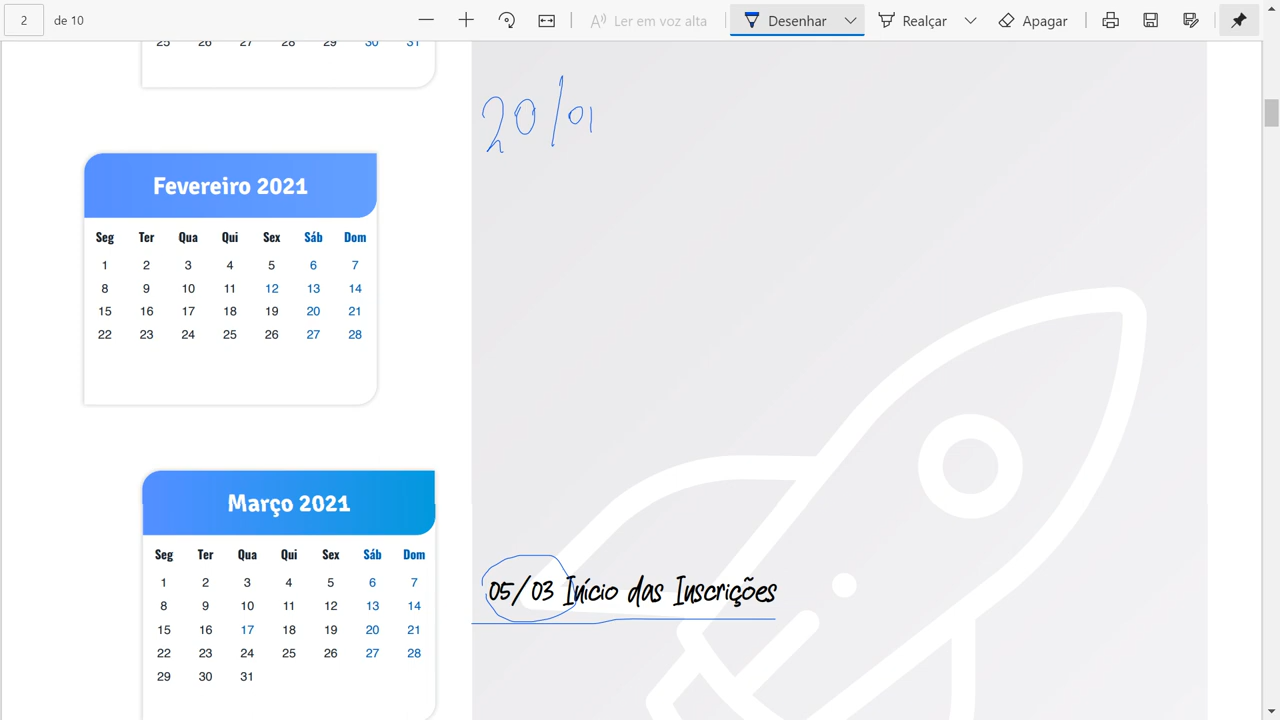 2 de 10 Ler em voz alta Desenhar Realçar Apagar
25 26 27 28 29 30 31
20/01
Fevereiro 2021
Seg Ter Qua Qui Sex Sáb Dom
1 2 3 4 5 6 7
8 9 10 11 12 13 14
15 16 17 18 19 20 21
22 23 24 25 26 27 28
Março 2021
Seg Ter Qua Qui Sex Sáb Dom
1 2 3 4 5 6 7
05/03 Início das Inscrições
8 9 10 11 12 13 14
15 16 17 18 19 20 21
22 23 24 25 26 27 28
29 30 31